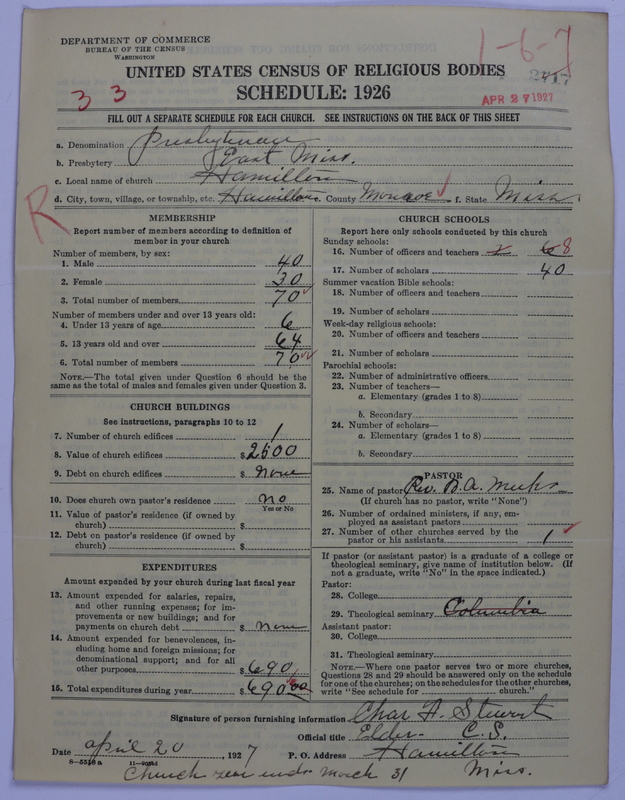 DEPARTMENT OF COMMERCE
BUREAU OF THE CENSUS
WASHINGTON
1-6-7
2417
UNITED STATES CENSUS OF RELIGIOUS BODIES
33
SCHEDULE: 1926
APR 27 1927
FILL OUT A SEPARATE SCHEDULE FOR EACH CHURCH. SEE INSTRUCTIONS ON THE BACK OF THIS SHEET
a. Denomination Presbyterian
b. Presbytery East Miss.
c. Local name of church Hamilton
d. City, town, village, or township, etc. Hamilton e. County Monroe f. State Miss.
R
MEMBERSHIP
Report number of members according to definition of
member in your church
Number of members, by sex:
1. Male 40
2. Female 30
3. Total number of members 70
Number of members under and over 13 years old:
4. Under 13 years of age 6
5. 13 years old and over 64
6. Total number of members 70
NOTE.—The total given under Question 6 should be the
same as the total of males and females given under Question 3.
CHURCH BUILDINGS
See instructions, paragraphs 10 to 12
7. Number of church edifices 1
8. Value of church edifices $ 2500
9. Debt on church edifices $ None
10. Does church own pastor's residence no
Yes or No
11. Value of pastor's residence (if owned by
church) $
12. Debt on pastor's residence (if owned by
church) $
EXPENDITURES
Amount expended by your church during last fiscal year
13. Amount expended for salaries, repairs,
and other running expenses; for im-
provements or new buildings; and for
payments on church debt $ None
14. Amount expended for benevolences, in-
cluding home and foreign missions; for
denominational support; and for all
other purposes $ 690
15. Total expenditures during year $ 690.00
CHURCH SCHOOLS
Report here only schools conducted by this church
Sunday schools:
16. Number of officers and teachers 8
17. Number of scholars 40
Summer vacation Bible schools:
18. Number of officers and teachers
19. Number of scholars
Week-day religious schools:
20. Number of officers and teachers
21. Number of scholars
Parochial schools:
22. Number of administrative officers
23. Number of teachers—
a. Elementary (grades 1 to 8)
b. Secondary
24. Number of scholars—
a. Elementary (grades 1 to 8)
b. Secondary
PASTOR
25. Name of pastor Rev. B. A. Meeks
(If church has no pastor, write "None")
26. Number of ordained ministers, if any, em-
ployed as assistant pastors
27. Number of other churches served by the
pastor or his assistants 1
If pastor (or assistant pastor) is a graduate of a college or
theological seminary, give name of institution below. (If
not a graduate, write "No" in the space indicated.)
Pastor:
28. College
29. Theological seminary Columbia
Assistant pastor:
30. College
31. Theological seminary
NOTE.—Where one pastor serves two or more churches,
Questions 28 and 29 should be answered only on the schedule
for one of the churches; on the schedules for the other churches,
write "See schedule for church."
Signature of person furnishing information Chas A. Stewart
Official title Elder C.S.
Date april 20, 1927 P. O. Address Hamilton
Miss.
Church year ends March 31